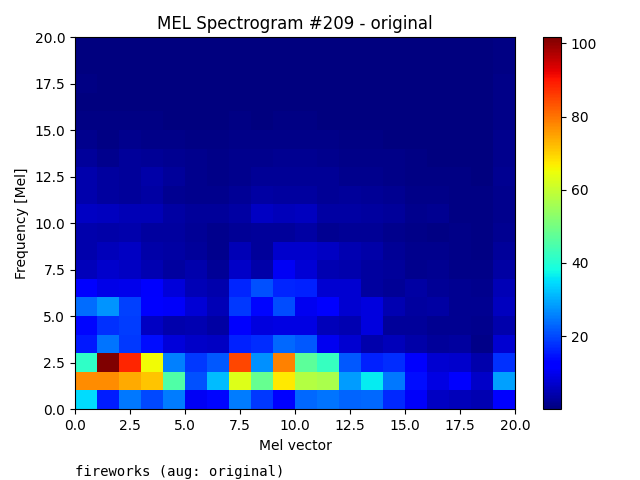 MEL Spectrogram #209 - original
20.0
17.5
15.0
12.5
10.0
7.5
5.0
2.5
0.0
Frequency [Mel]
0.0 2.5 5.0 7.5 10.0 12.5 15.0 17.5 20.0
Mel vector
100
80
60
40
20
fireworks (aug: original)